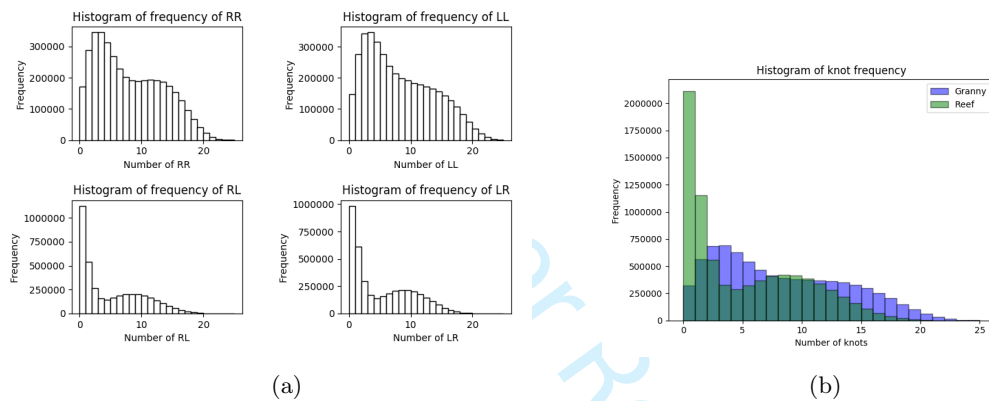 Histogram of frequency of RR
Frequency
300000
200000
100000
0
0 10 20
Number of RR
Histogram of frequency of LL
Frequency
300000
200000
100000
0
0 10 20
Number of LL
Histogram of frequency of RL
Frequency
1000000
750000
500000
250000
0
0 10 20
Number of RL
Histogram of frequency of LR
Frequency
1000000
750000
500000
250000
0
0 10 20
Number of LR
(a)
Histogram of knot frequency
Granny
Reef
Frequency
2000000
1750000
1500000
1250000
1000000
750000
500000
250000
0
0 5 10 15 20 25
Number of knots
(b)